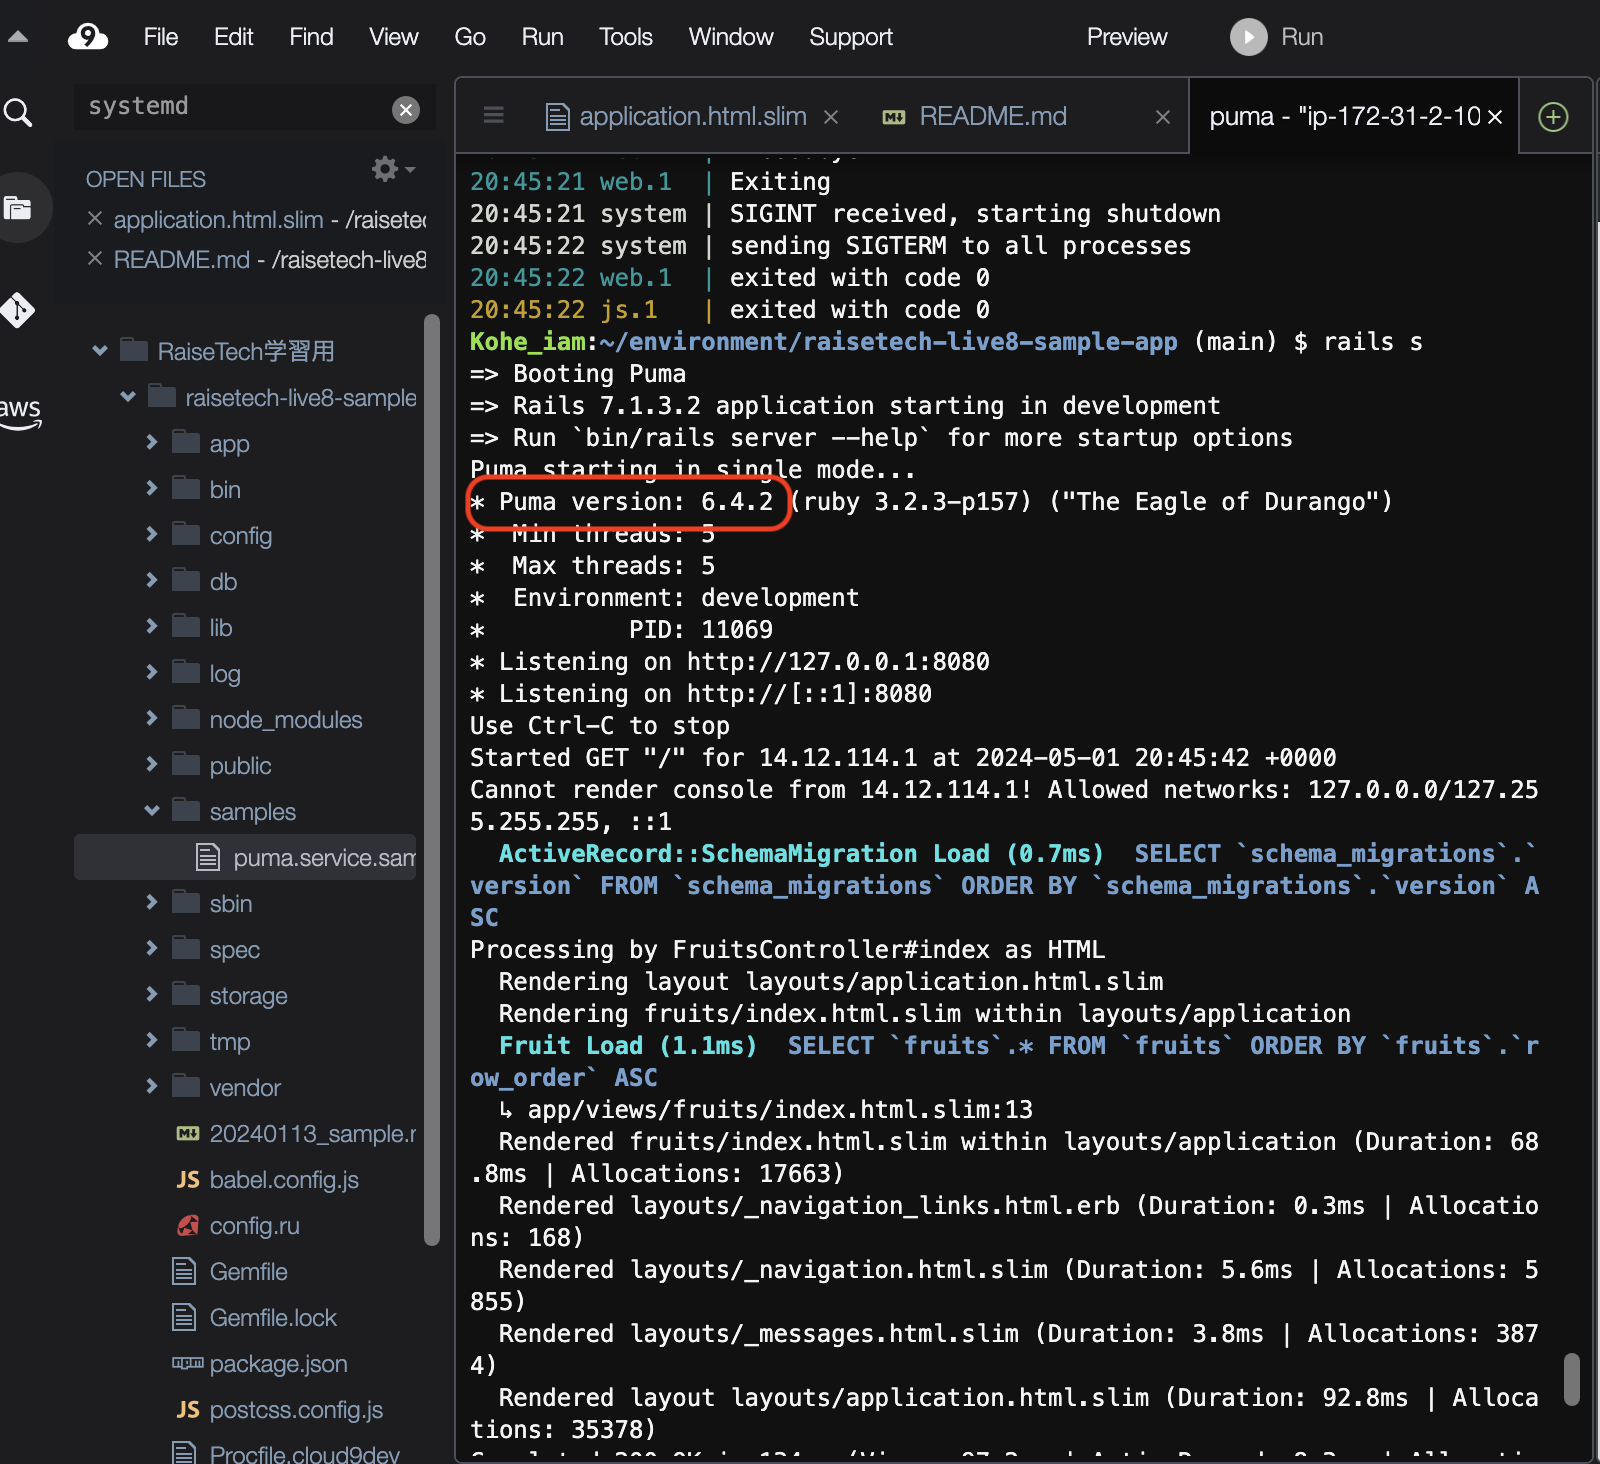 9 File Edit Find View Go Run Tools Window Support Preview Run
systemd
application.html.slim README.md puma - "ip-172-31-2-10
OPEN FILES
application.html.slim - /raisetec
README.md - /raisetech-live8
RaiseTech学習用
raisetech-live8-sample
app
bin
config
db
lib
log
node_modules
public
samples
puma.service.sam
sbin
spec
storage
tmp
vendor
20240113_sample.r
JS babel.config.js
config.ru
Gemfile
Gemfile.lock
package.json
JS postcss.config.js
Procfile.cloud9dev
aws
20:45:21 web.1 | Exiting
20:45:21 system | SIGINT received, starting shutdown
20:45:22 system | sending SIGTERM to all processes
20:45:22 web.1 | exited with code 0
20:45:22 js.1 | exited with code 0
Kohe_iam:~/environment/raisetech-live8-sample-app (main) $ rails s
=> Booting Puma
=> Rails 7.1.3.2 application starting in development
=> Run `bin/rails server --help` for more startup options
Puma starting in single mode...
* Puma version: 6.4.2 (ruby 3.2.3-p157) ("The Eagle of Durango")
* Min threads: 5
* Max threads: 5
* Environment: development
* PID: 11069
* Listening on http://127.0.0.1:8080
* Listening on http://[::1]:8080
Use Ctrl-C to stop
Started GET "/" for 14.12.114.1 at 2024-05-01 20:45:42 +0000
Cannot render console from 14.12.114.1! Allowed networks: 127.0.0.0/127.25
5.255.255, ::1
ActiveRecord::SchemaMigration Load (0.7ms) SELECT `schema_migrations`.`
version` FROM `schema_migrations` ORDER BY `schema_migrations`.`version` A
SC
Processing by FruitsController#index as HTML
Rendering layout layouts/application.html.slim
Rendering fruits/index.html.slim within layouts/application
Fruit Load (1.1ms) SELECT `fruits`.* FROM `fruits` ORDER BY `fruits`.`r
ow_order` ASC
↳ app/views/fruits/index.html.slim:13
Rendered fruits/index.html.slim within layouts/application (Duration: 68
.8ms | Allocations: 17663)
Rendered layouts/_navigation_links.html.erb (Duration: 0.3ms | Allocatio
ns: 168)
Rendered layouts/_navigation.html.slim (Duration: 5.6ms | Allocations: 5
855)
Rendered layouts/_messages.html.slim (Duration: 3.8ms | Allocations: 387
4)
Rendered layout layouts/application.html.slim (Duration: 92.8ms | Alloca
tions: 35378)